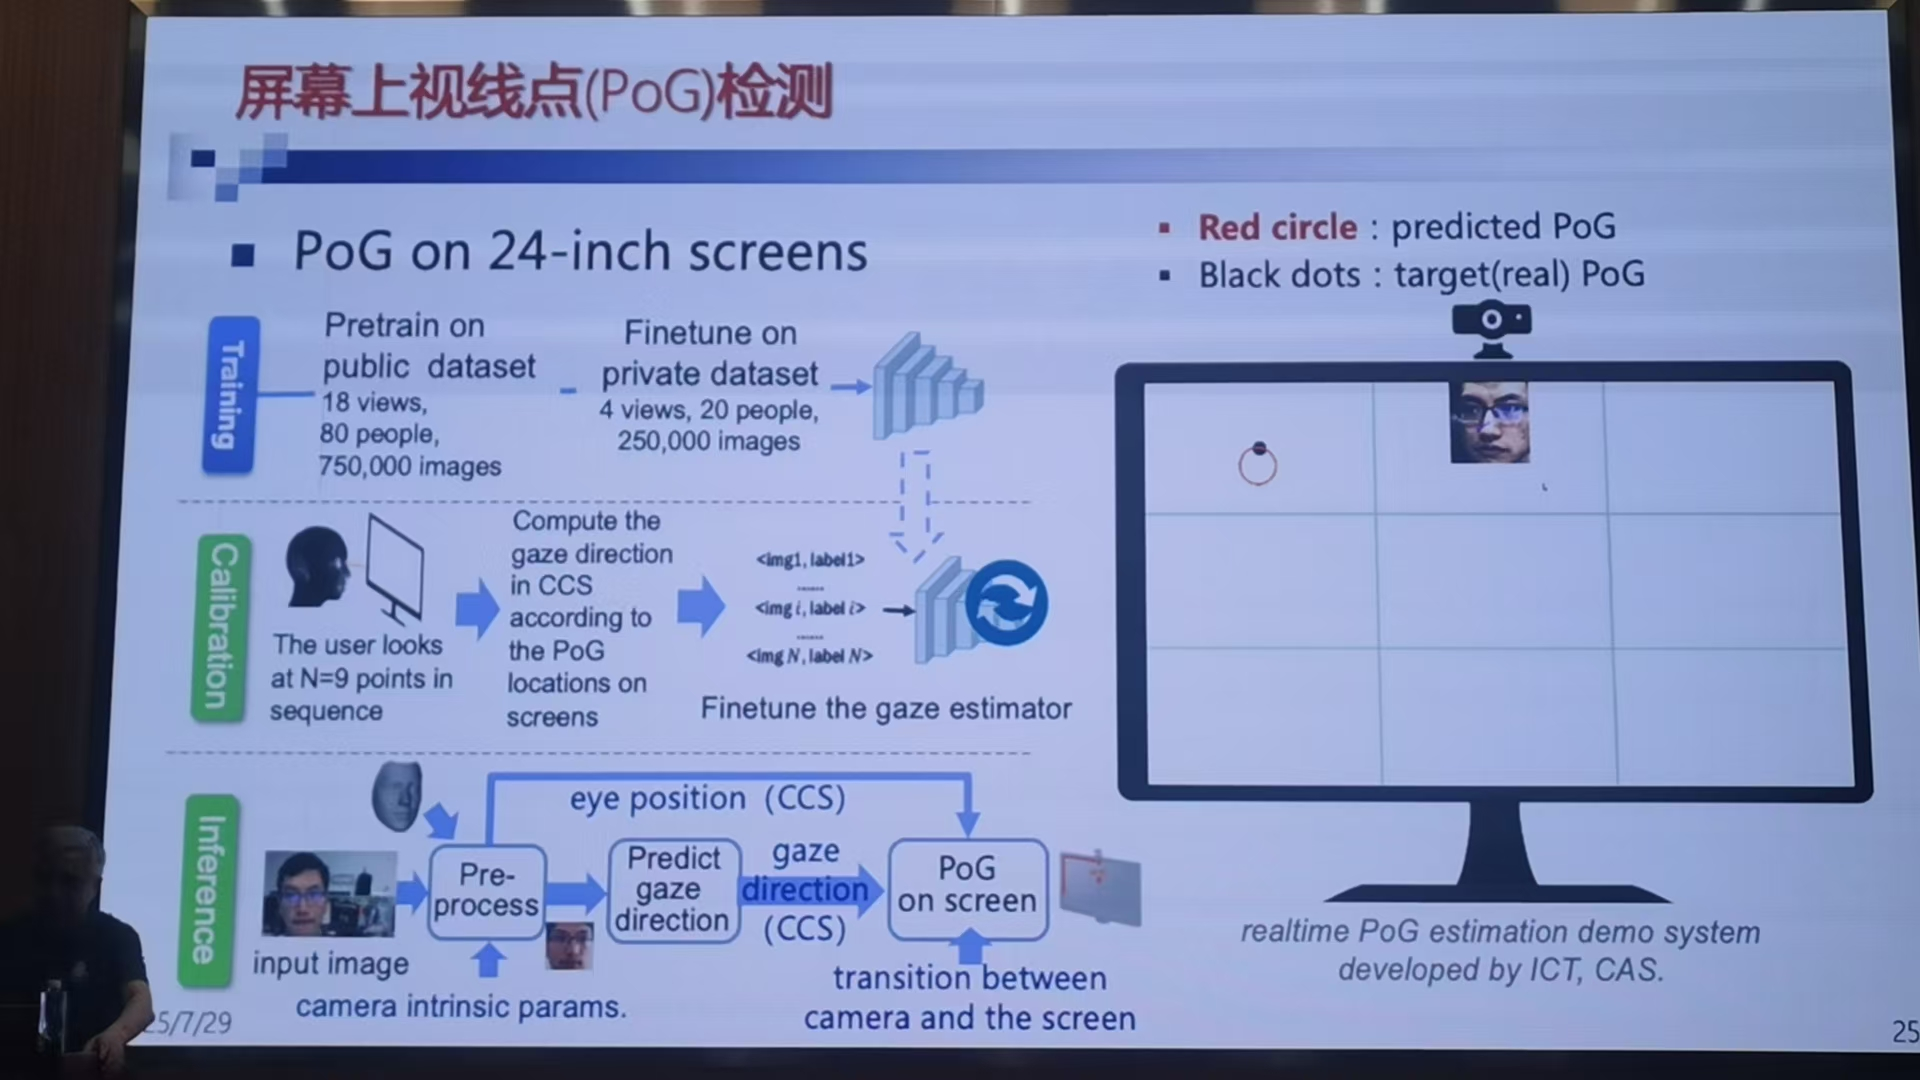 屏幕上视线点(PoG)检测
PoG on 24-inch screens
Red circle : predicted PoG
Black dots : target(real) PoG
Training
Pretrain on
public dataset
18 views,
80 people,
750,000 images
Finetune on
private dataset
4 views, 20 people,
250,000 images
Calibration
The user looks
at N=9 points in
sequence
Compute the
gaze direction
in CCS
according to
the PoG
locations on
screens
<img1, label1>
......
<img i, label i>
......
<img N, label N>
Finetune the gaze estimator
Inference
input image
Pre-
process
camera intrinsic params.
eye position (CCS)
Predict
gaze
direction
gaze
direction
(CCS)
PoG
on screen
transition between
camera and the screen
realtime PoG estimation demo system
developed by ICT, CAS.
25/7/29
25